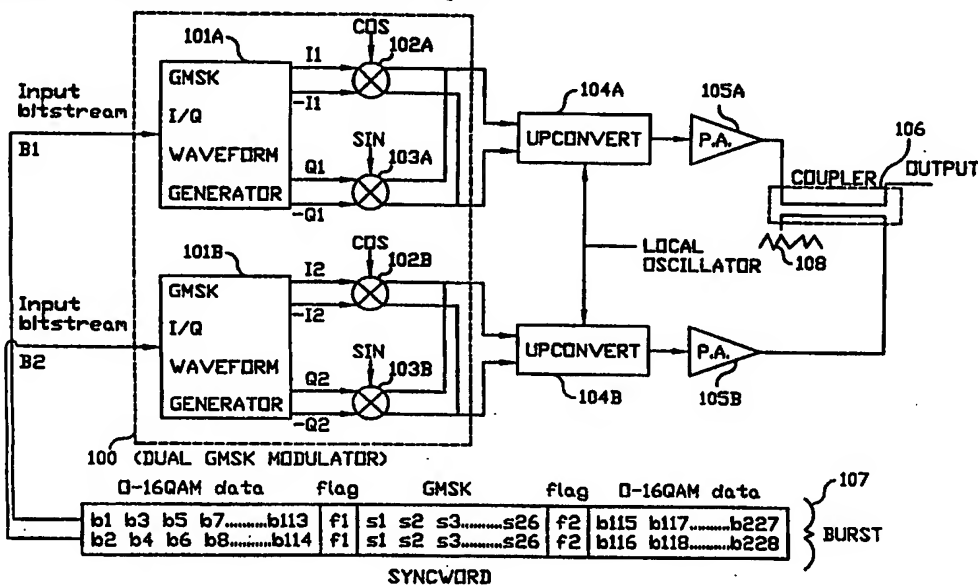 COS
101A
102A
I1
-I1
GMSK
I/Q
WAVEFORM
GENERATOR
Input
bitstream
B1
SIN
103A
Q1
-Q1
104A
UPCONVERT
105A
P.A.
106
COUPLER
OUTPUT
108
LOCAL
OSCILLATOR
COS
101B
102B
I2
-I2
GMSK
I/Q
WAVEFORM
GENERATOR
Input
bitstream
B2
SIN
103B
Q2
-Q2
UPCONVERT
104B
P.A.
105B
100 (DUAL GMSK MODULATOR)
O-16QAM data flag GMSK flag O-16QAM data
107
b1 b3 b5 b7.........b113 f1 s1 s2 s3.........s26 f2 b115 b117........b227
b2 b4 b6 b8.........b114 f1 s1 s2 s3.........s26 f2 b116 b118........b228
BURST
SYNCWORD